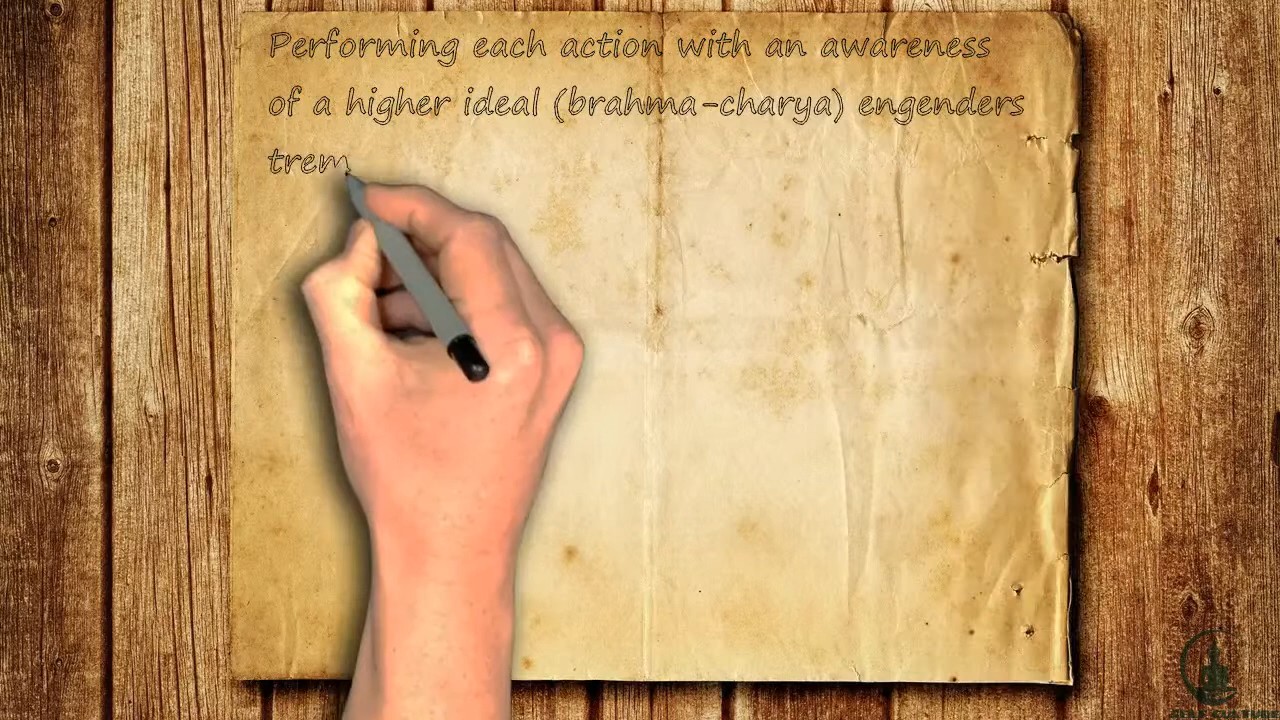 Performing each action with an awareness
of a higher ideal (brahma-charya) engenders
trem